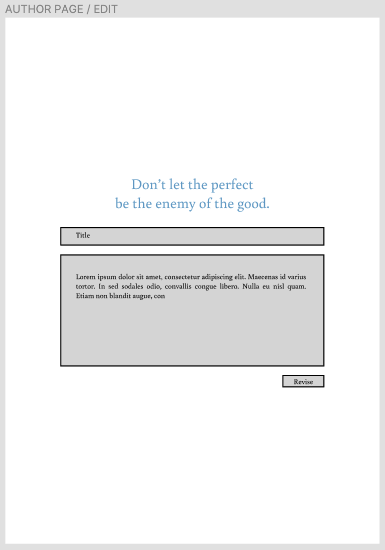 AUTHOR PAGE / EDIT
Don't let the perfect
be the enemy of the good.
Title
Lorem ipsum dolor sit amet, consectetur adipiscing elit. Maecenas id varius
tortor. In sed sodales odio, convallis congue libero. Nulla eu nisl quam.
Etiam non blandit augue, con
Revise